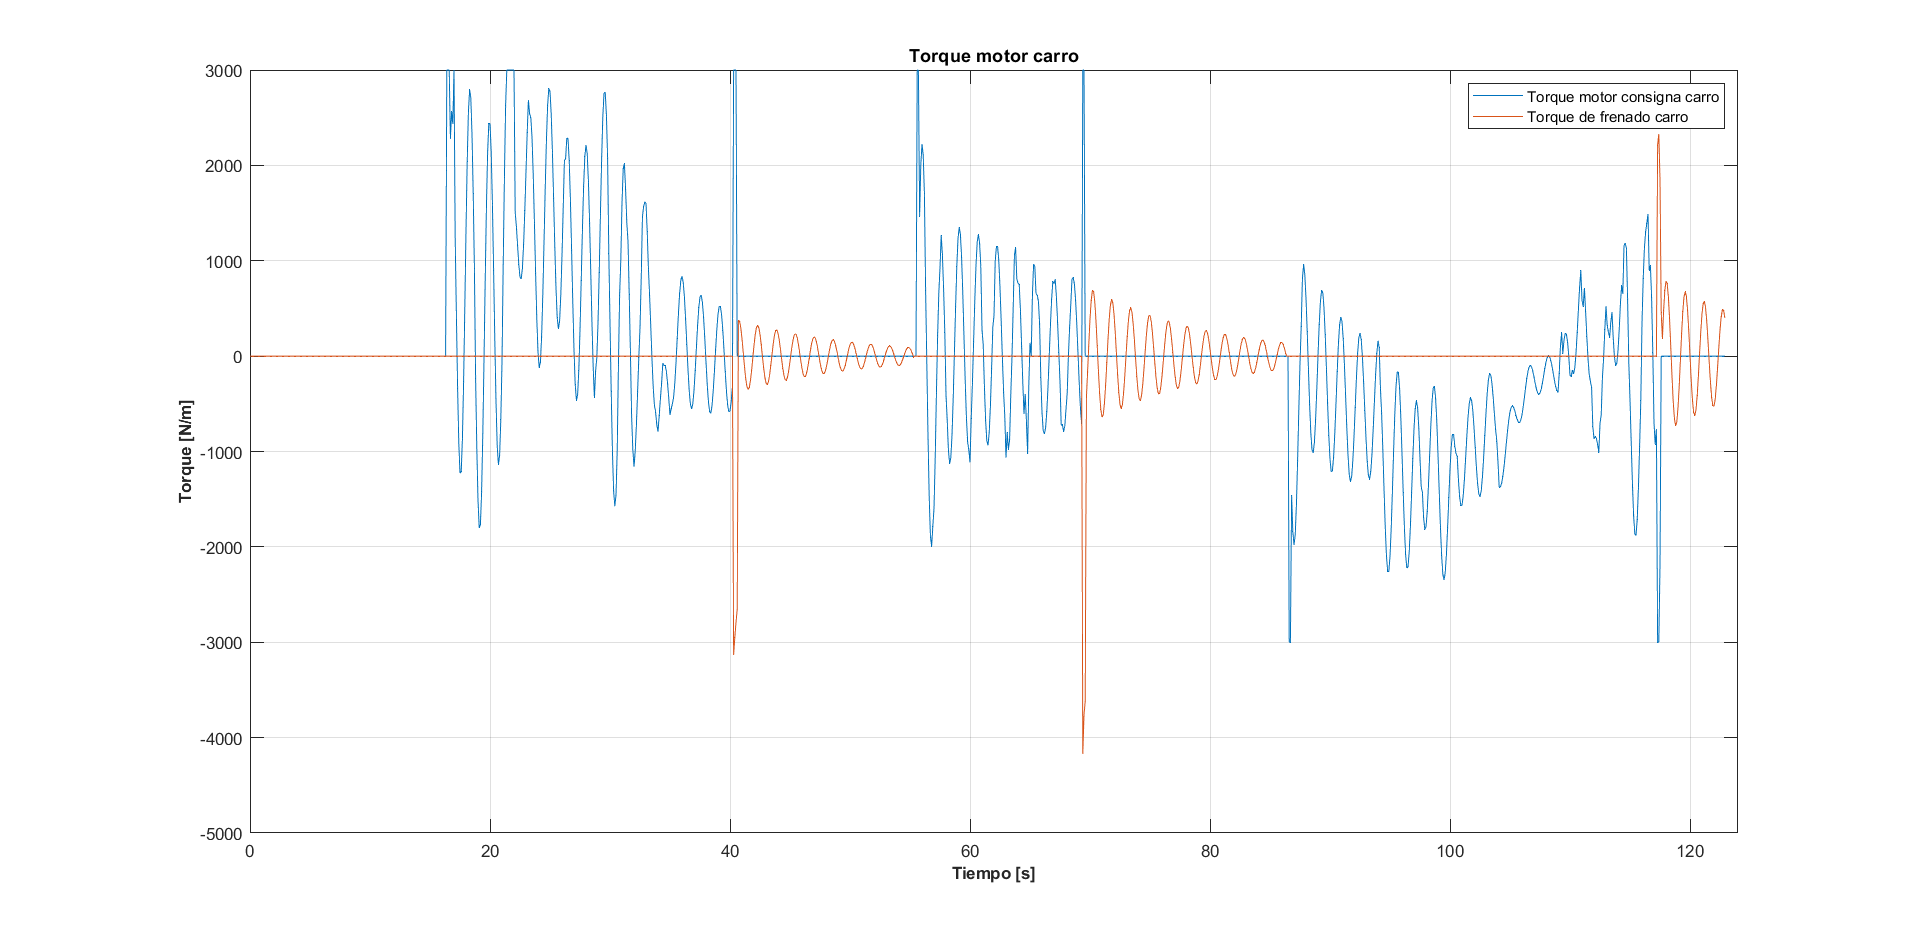 Torque motor carro
3000
2000
1000
0
-1000
-2000
-3000
-4000
-5000
Torque [N/m]
Torque motor consigna carro
Torque de frenado carro
0 20 40 60 80 100 120
Tiempo [s]